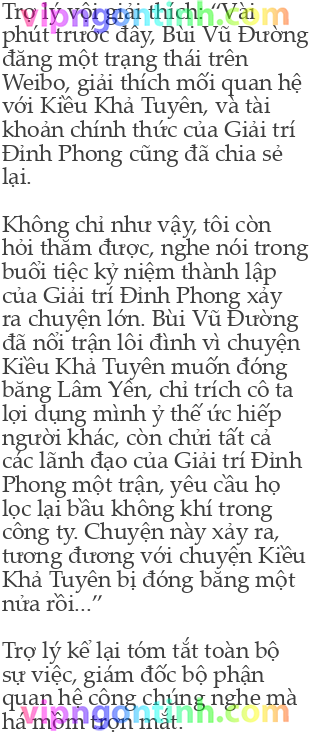 Trợ lý vội giải thích: “Vài
vipngontinh.com
phút trước đây, Bùi Vũ Đường
đăng một trạng thái trên
Weibo, giải thích mối quan hệ
với Kiều Khả Tuyên, và tài
khoản chính thức của Giải trí
Đỉnh Phong cũng đã chia sẻ
lại.
Không chỉ như vậy, tôi còn
hỏi thăm được, nghe nói trong
buổi tiệc kỷ niệm thành lập
của Giải trí Đỉnh Phong xảy
ra chuyện lớn. Bùi Vũ Đường
đã nổi trận lôi đình vì chuyện
Kiều Khả Tuyên muốn đóng
băng Lâm Yên, chỉ trích cô ta
lợi dụng mình ỷ thế ức hiếp
người khác, còn chửi tất cả
các lãnh đạo của Giải trí Đỉnh
Phong một trận, yêu cầu họ
lọc lại bầu không khí trong
công ty. Chuyện này xảy ra,
tương đương với chuyện Kiều
Khả Tuyên bị đóng băng một
nửa rồi...”
Trợ lý kể lại tóm tắt toàn bộ
sự việc, giám đốc bộ phận
quan hệ công chúng nghe mà
vipngontinh.com
há mồm trợn mắt.